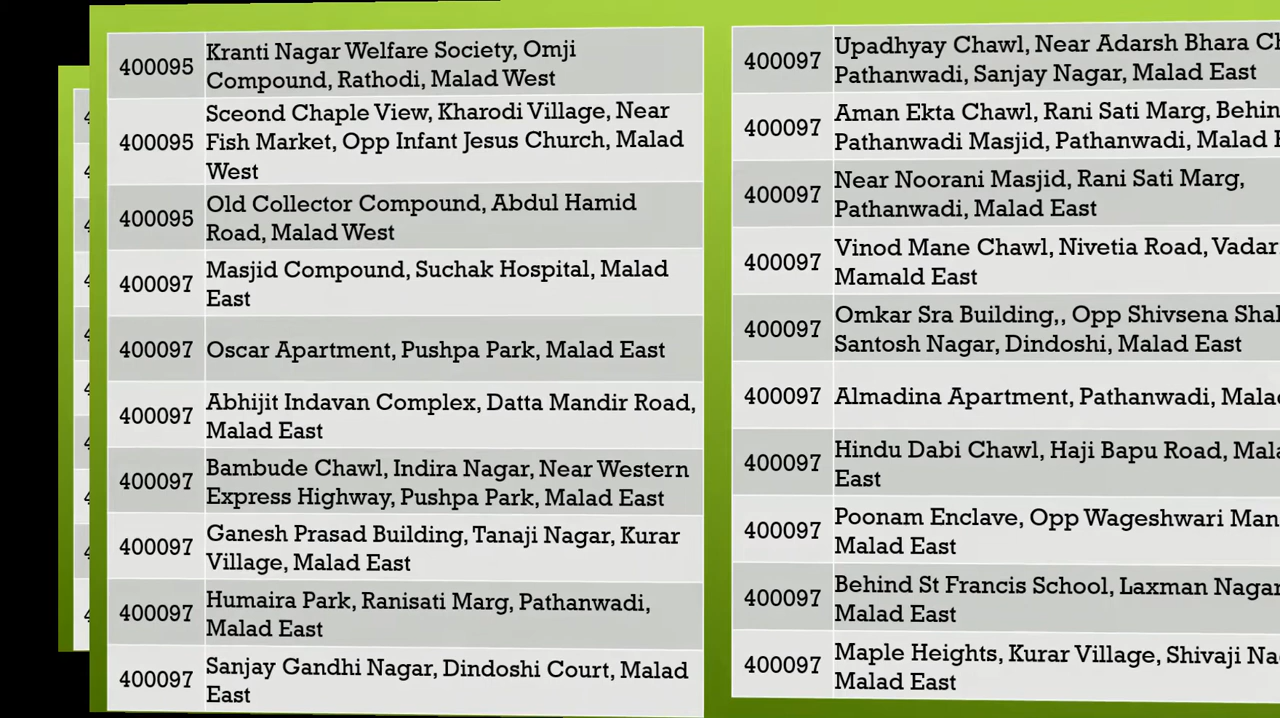 400095
Kranti Nagar Welfare Society, Omji
Compound, Rathodi, Malad West
400095
Sceond Chaple View, Kharodi Village, Near
Fish Market, Opp Infant Jesus Church, Malad
West
400095
Old Collector Compound, Abdul Hamid
Road, Malad West
400097
Masjid Compound, Suchak Hospital, Malad
East
400097
Oscar Apartment, Pushpa Park, Malad East
400097
Abhijit Indavan Complex, Datta Mandir Road,
Malad East
400097
Bambude Chawl, Indira Nagar, Near Western
Express Highway, Pushpa Park, Malad East
400097
Ganesh Prasad Building, Tanaji Nagar, Kurar
Village, Malad East
400097
Humaira Park, Ranisati Marg, Pathanwadi,
Malad East
400097
Sanjay Gandhi Nagar, Dindoshi Court, Malad
East
400097
Upadhyay Chawl, Near Adarsh Bhara
Pathanwadi, Sanjay Nagar, Malad East
400097
Aman Ekta Chawl, Rani Sati Marg,
Pathanwadi Masjid, Pathanwadi, Malad
400097
Near Noorani Masjid, Rani Sati Marg,
Pathanwadi, Malad East
400097
Vinod Mane Chawl, Nivetia Road,
Mamald East
400097
Omkar Sra Building,, Opp Shivsena
Santosh Nagar, Dindoshi, Malad East
400097
Almadina Apartment, Pathanwadi,
400097
Hindu Dabi Chawl, Haji Bapu Road,
East
400097
Poonam Enclave, Opp Wageshwari
Malad East
400097
Behind St Francis School, Laxman
Malad East
400097
Maple Heights, Kurar Village, Shivaji
Malad East